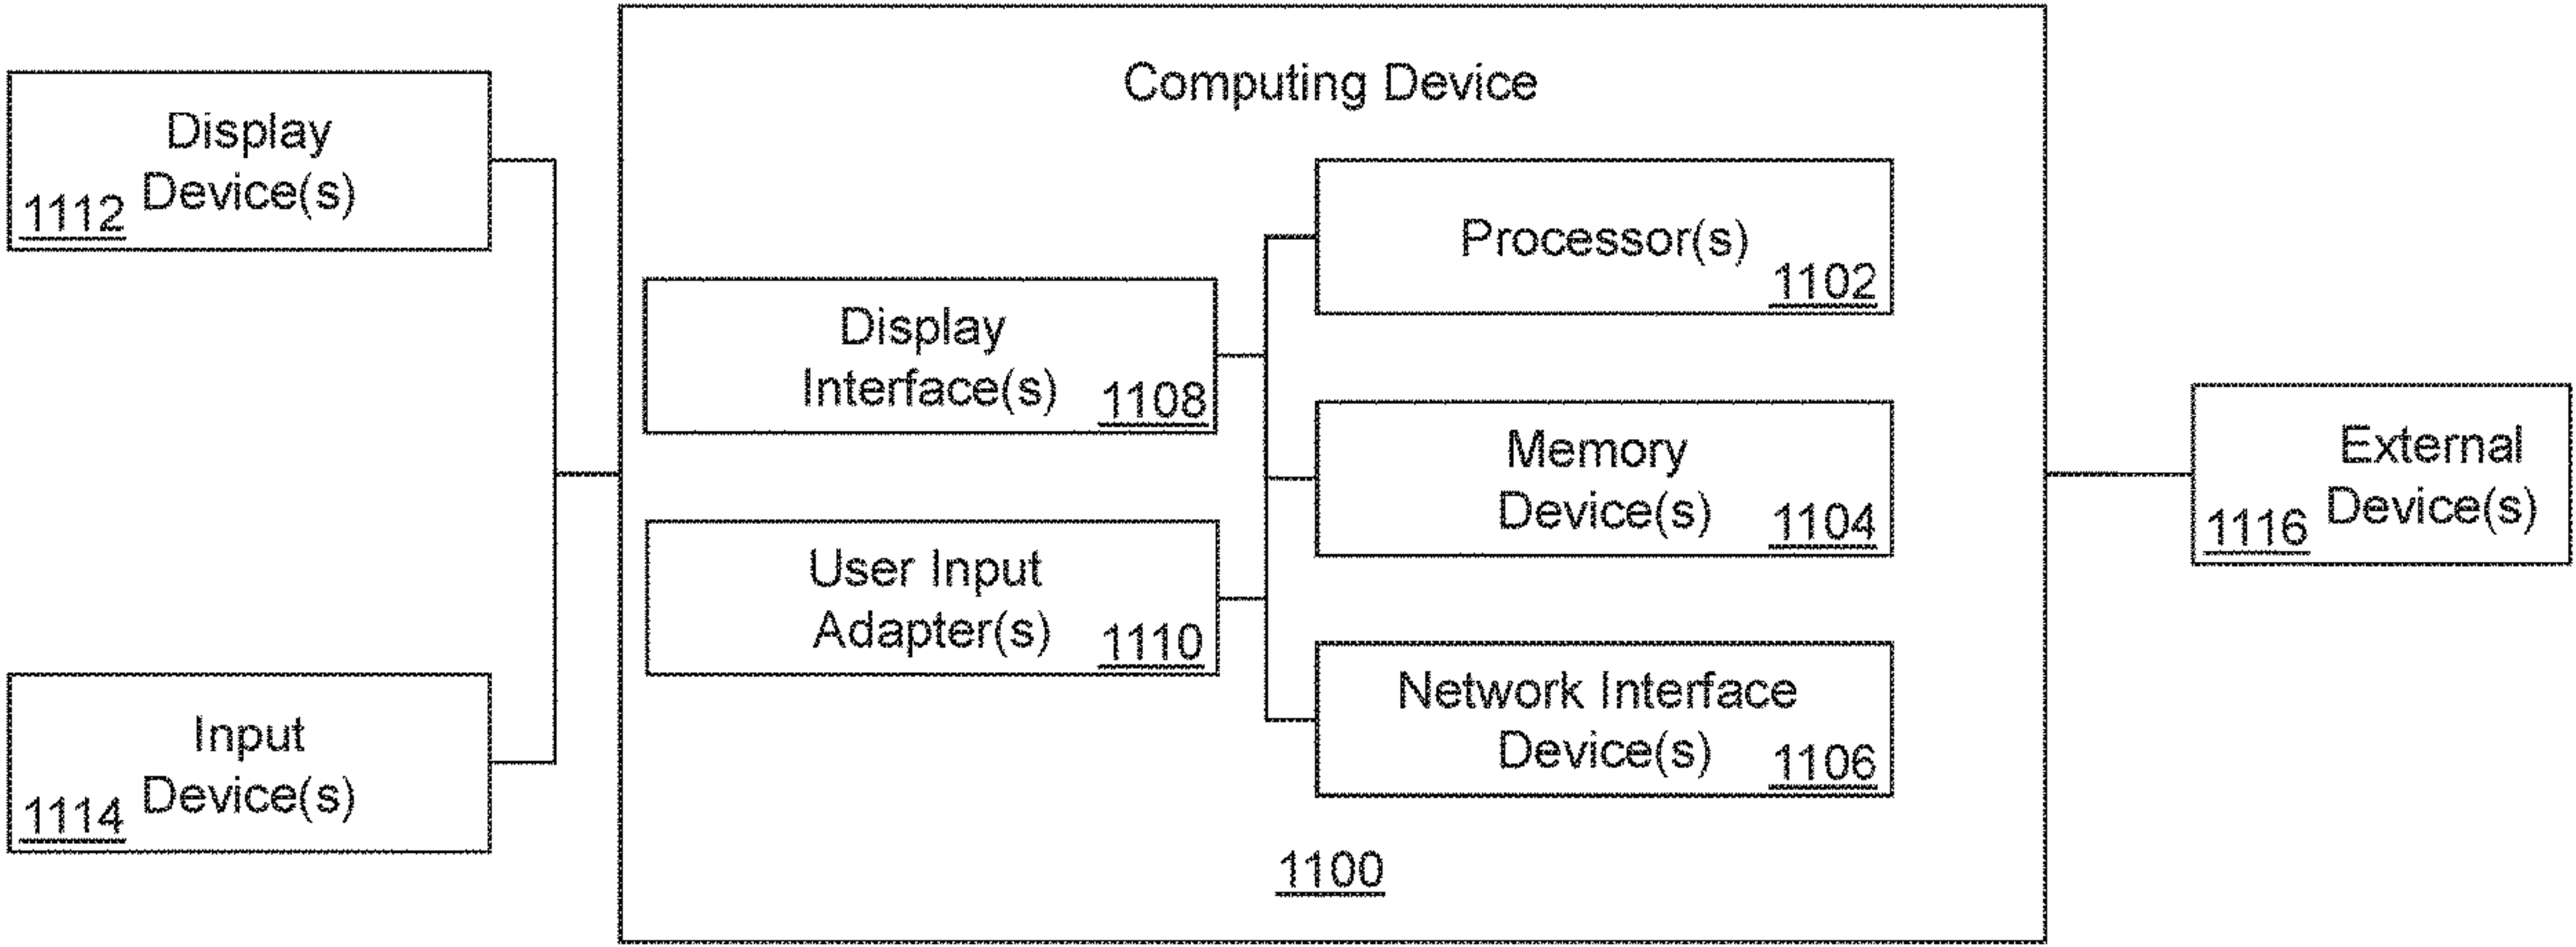 Computing Device
Display
Device(s)
1112
Input
Device(s)
1114
Display
Interface(s)
1108
User Input
Adapter(s)
1110
Processor(s)
1102
Memory
Device(s)
1104
Network Interface
Device(s)
1106
1100
External
Device(s)
1116